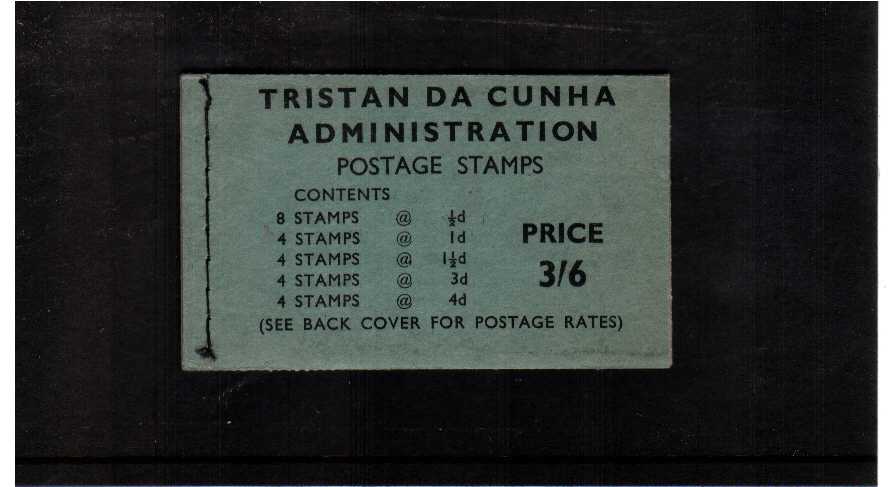 TRISTAN DA CUNHA
ADMINISTRATION
POSTAGE STAMPS
CONTENTS
8 STAMPS @ ½d
4 STAMPS @ 1d
4 STAMPS @ 1½d
4 STAMPS @ 3d
4 STAMPS @ 4d
PRICE
3/6
(SEE BACK COVER FOR POSTAGE RATES)